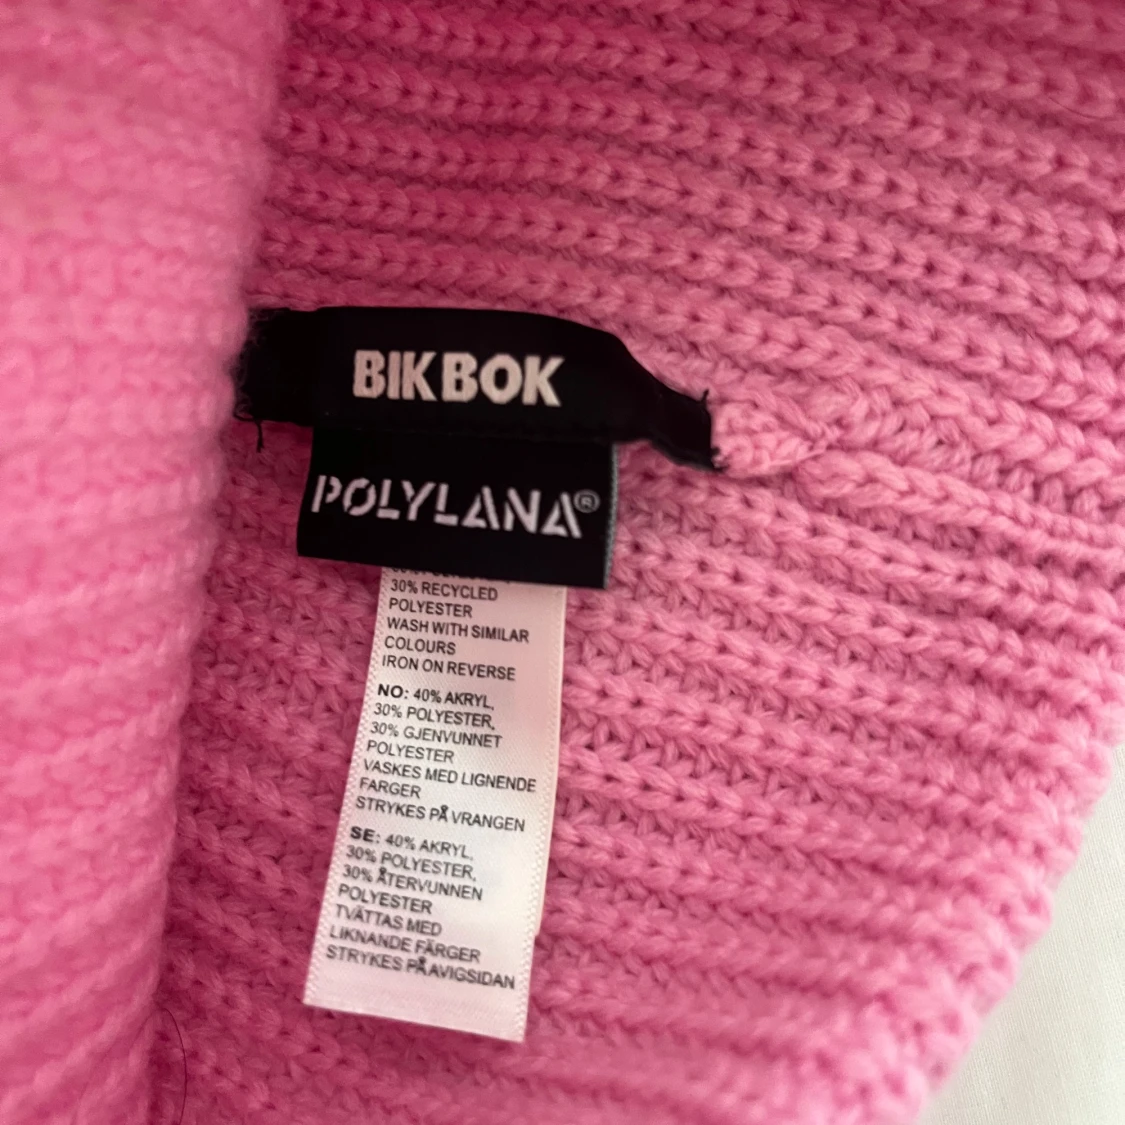 BIK BOK
POLYLANA®
30% RECYCLED
POLYESTER
WASH WITH SIMILAR
COLOURS
IRON ON REVERSE
NO: 40% AKRYL,
30% POLYESTER,
30% GJENVUNNET
POLYESTER
VASKES MED LIGNENDE
FARGER
STRYKES PÅ VRANGEN
SE: 40% AKRYL,
30% POLYESTER,
30% ÅTERVUNNEN
POLYESTER
TVÄTTAS MED
LIKNANDE FÄRGER
STRYKES PÅ AVIGSIDAN